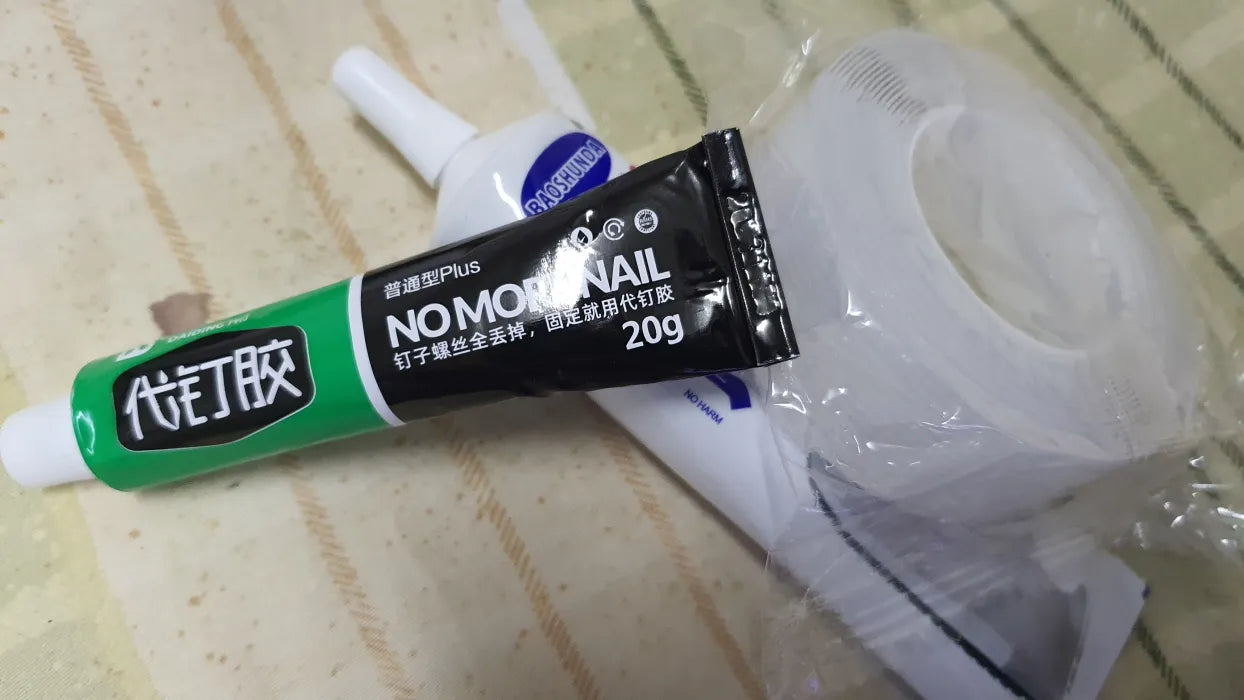 BAOSHUNDA
普通型Plus
NO MORE NAIL
钉子螺丝全丢掉，固定就用代钉胶
20g
DAIDING
代钉胶
NO HARM